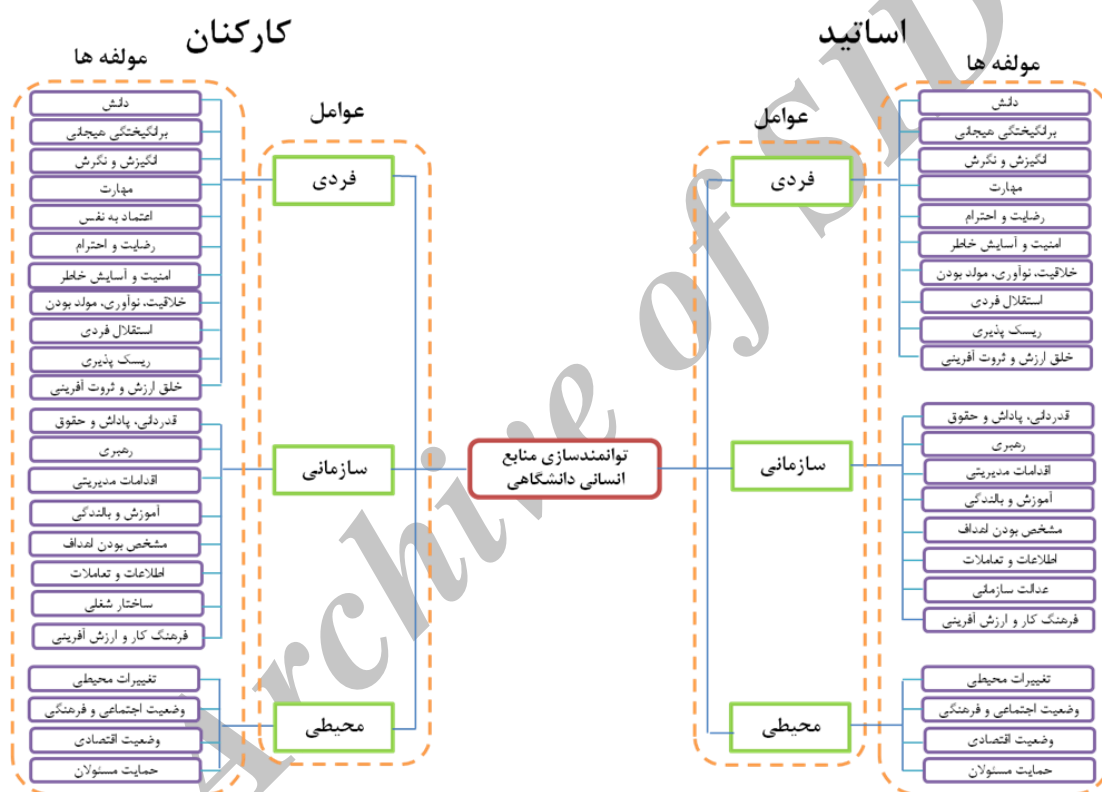 اساتید
مولفه ها
دانش
برانگیختگی هیجانی
انگیزش و نگرش
مهارت
رضایت و احترام
امنیت و آسایش خاطر
خلاقیت، نوآوری، مولد بودن
استقلال فردی
ریسک پذیری
خلق ارزش و ثروت آفرینی
قدردانی، پاداش و حقوق
رهبری
اقدامات مدیریتی
آموزش و بالندگی
مشخص بودن اهداف
اطلاعات و تعاملات
عدالت سازمانی
فرهنگ کار و ارزش آفرینی
تغییرات محیطی
وضعیت اجتماعی و فرهنگی
وضعیت اقتصادی
حمایت مسئولان
عوامل
فردی
سازمانی
محیطی
توانمندسازی منابع
انسانی دانشگاهی
کارکنان
عوامل
فردی
سازمانی
محیطی
مولفه ها
دانش
برانگیختگی هیجانی
انگیزش و نگرش
مهارت
اعتماد به نفس
رضایت و احترام
امنیت و آسایش خاطر
خلاقیت، نوآوری، مولد بودن
استقلال فردی
ریسک پذیری
خلق ارزش و ثروت آفرینی
قدردانی، پاداش و حقوق
رهبری
اقدامات مدیریتی
آموزش و بالندگی
مشخص بودن اهداف
اطلاعات و تعاملات
ساختار شغلی
فرهنگ کار و ارزش آفرینی
تغییرات محیطی
وضعیت اجتماعی و فرهنگی
وضعیت اقتصادی
حمایت مسئولان
Archive of SID